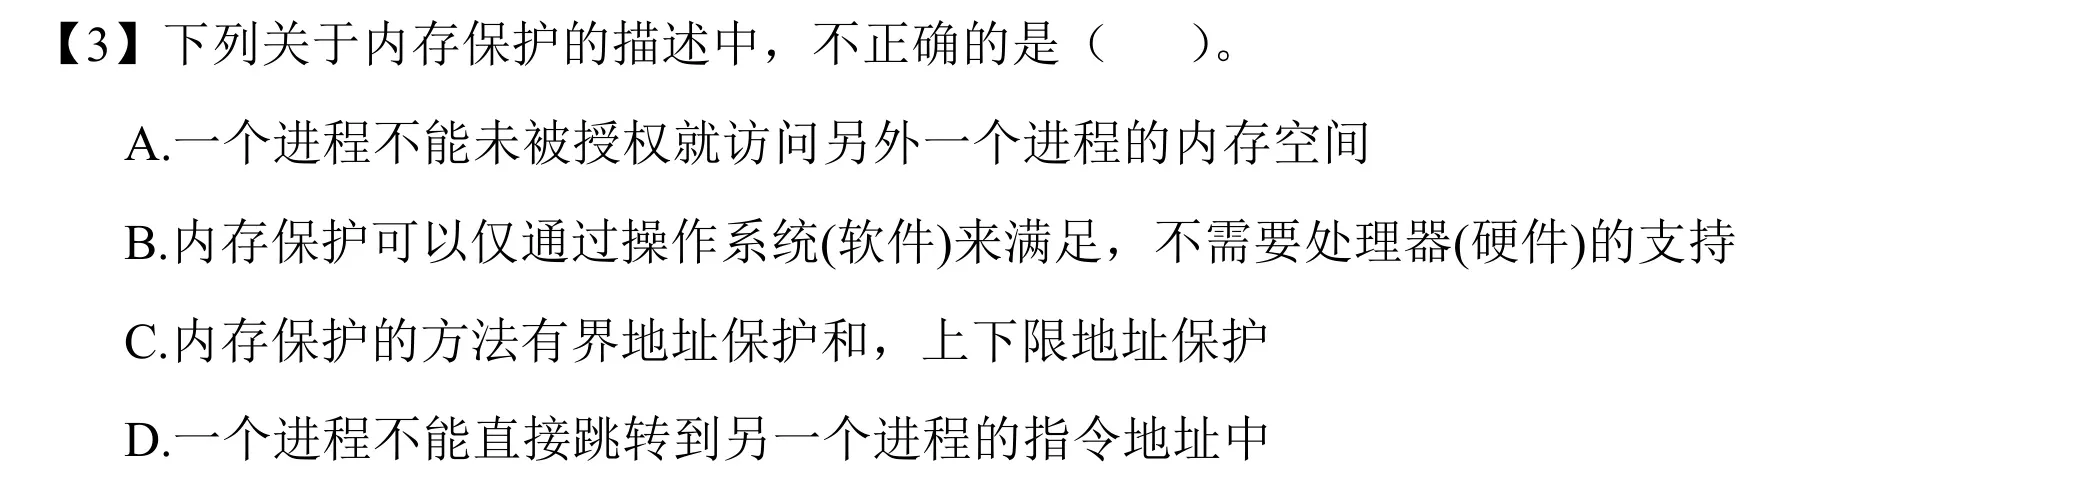 【3】下列关于内存保护的描述中，不正确的是（　　）。
A.一个进程不能未被授权就访问另外一个进程的内存空间
B.内存保护可以仅通过操作系统(软件)来满足，不需要处理器(硬件)的支持
C.内存保护的方法有界地址保护和，上下限地址保护
D.一个进程不能直接跳转到另一个进程的指令地址中